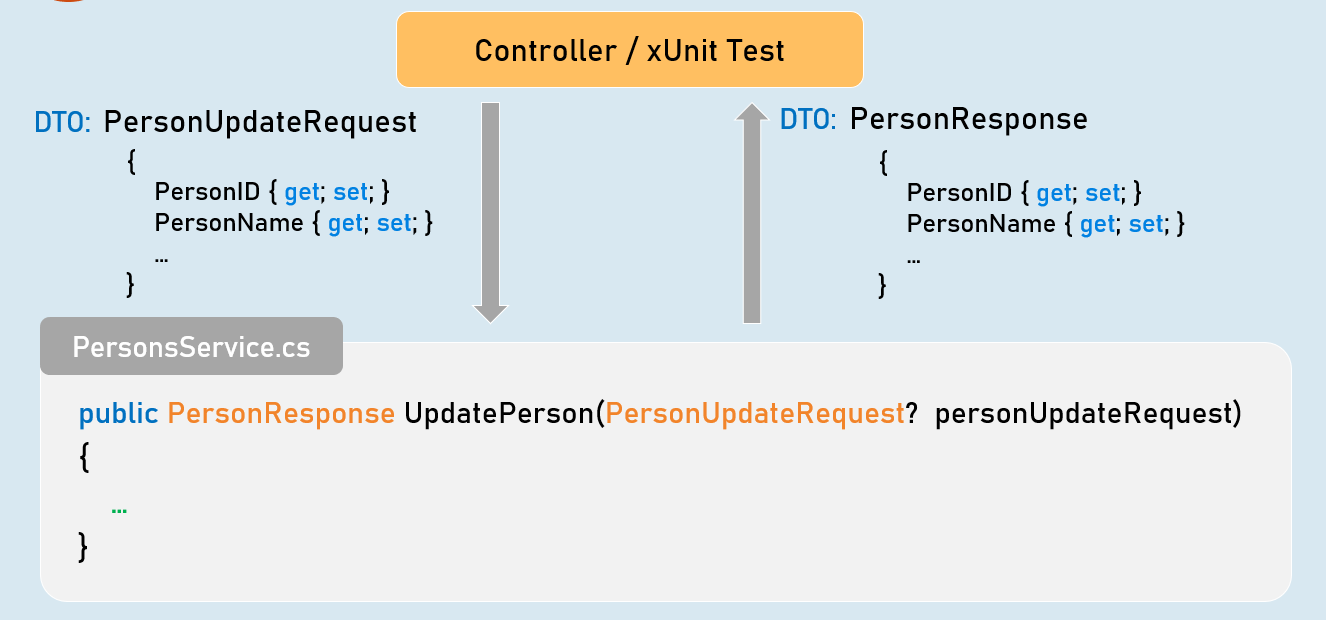 Controller / xUnit Test
DTO: PersonUpdateRequest
{
PersonID { get; set; }
PersonName { get; set; }
...
}
DTO: PersonResponse
{
PersonID { get; set; }
PersonName { get; set; }
...
}
PersonsService.cs
public PersonResponse UpdatePerson(PersonUpdateRequest? personUpdateRequest)
{
...
}